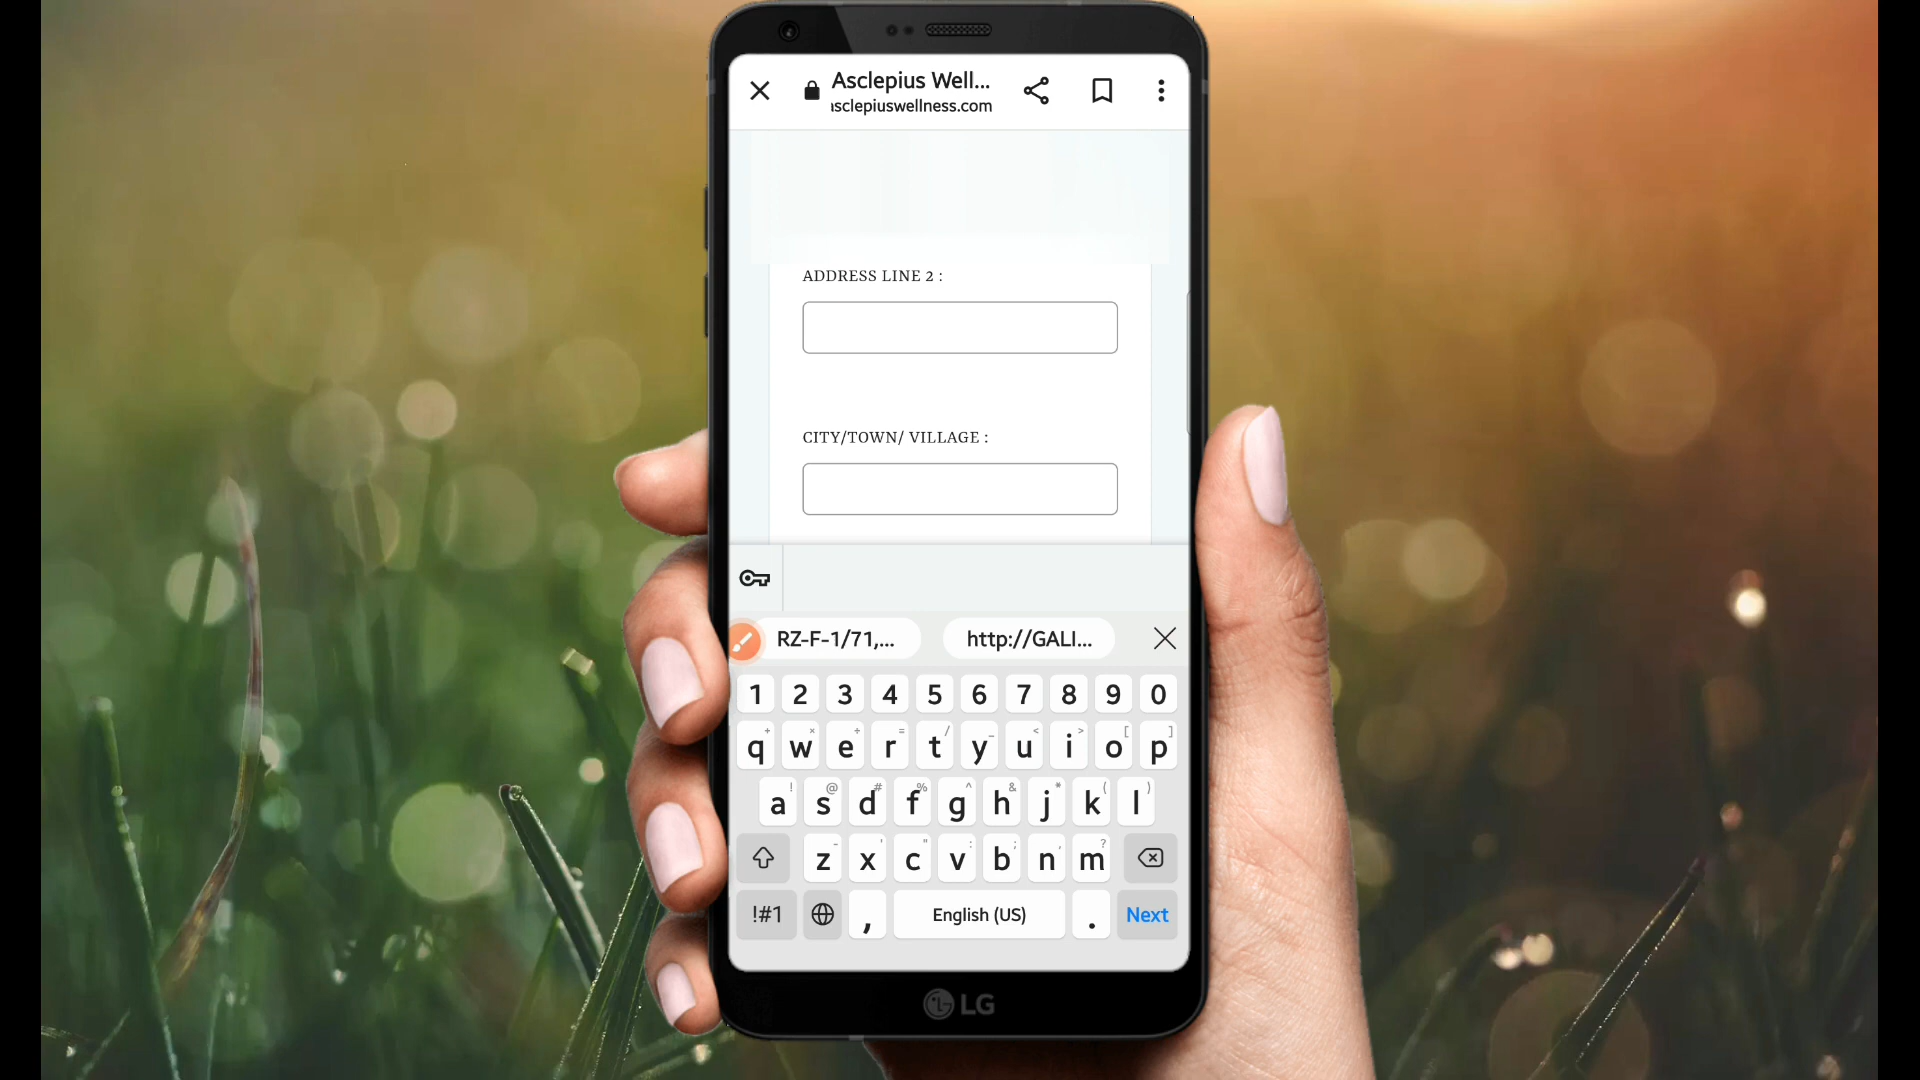 Asclepius Well...
asclepiuswellness.com
ADDRESS LINE 2 :
CITY/TOWN/ VILLAGE :
RZ-F-1/71,...
http://GALI...
1 2 3 4 5 6 7 8 9 0
q w e r t y u i o p
a s d f g h j k l
z x c v b n m
!#1 , English (US) . Next
LG